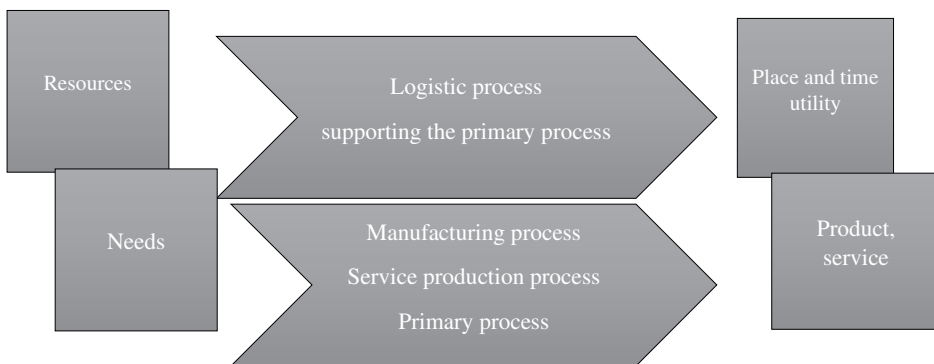 Resources
Needs
Logistic process
supporting the primary process
Manufacturing process
Service production process
Primary process
Place and time
utility
Product,
service